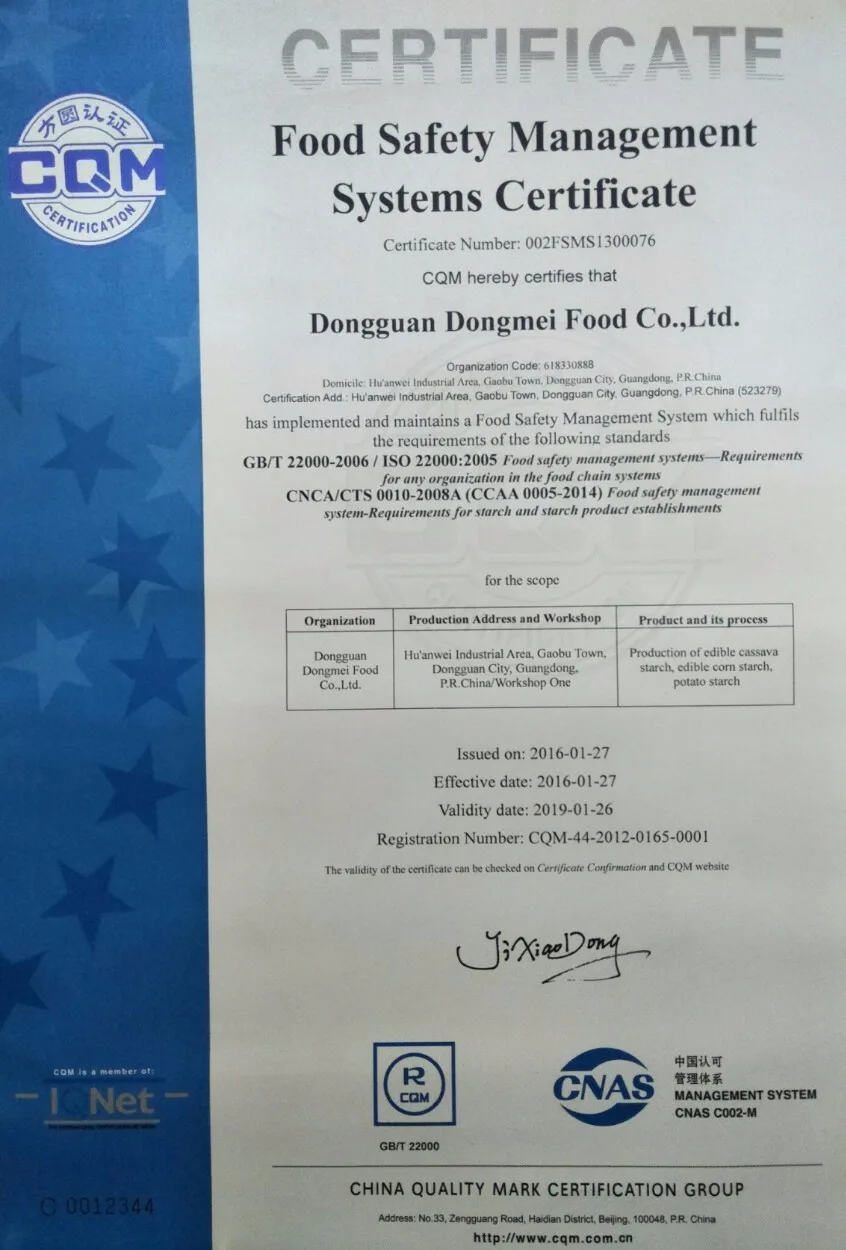 CERTIFICATE
方圆认证
CQM
CERTIFICATION
Food Safety Management
Systems Certificate
Certificate Number: 002FSMS1300076
CQM hereby certifies that
Dongguan Dongmei Food Co.,Ltd.
Organization Code: 618330888
Domicile: Hu'anwei Industrial Area, Gaobu Town, Dongguan City, Guangdong, P.R.China
Certification Add.: Hu'anwei Industrial Area, Gaobu Town, Dongguan City, Guangdong, P.R.China (523279)
has implemented and maintains a Food Safety Management System which fulfils
the requirements of the following standards
GB/T 22000-2006 / ISO 22000:2005 Food safety management systems—Requirements
for any organization in the food chain systems
CNCA/CTS 0010-2008A (CCAA 0005-2014) Food safety management
system-Requirements for starch and starch product establishments
for the scope
Organization Production Address and Workshop Product and its process
Dongguan
Dongmei Food
Co.,Ltd.
Hu'anwei Industrial Area, Gaobu Town,
Dongguan City, Guangdong,
P.R.China/Workshop One
Production of edible cassava
starch, edible corn starch,
potato starch
Issued on: 2016-01-27
Effective date: 2016-01-27
Validity date: 2019-01-26
Registration Number: CQM-44-2012-0165-0001
The validity of the certificate can be checked on Certificate Confirmation and CQM website
JiXiaoDong
CQM is a member of:
IQNet
R
CQM
GB/T 22000
CNAS
中国认可
管理体系
MANAGEMENT SYSTEM
CNAS C002-M
C 0012344
CHINA QUALITY MARK CERTIFICATION GROUP
Address: No.33, Zengguang Road, Haidian District, Beijing, 100048, P.R. China
http://www.cqm.com.cn